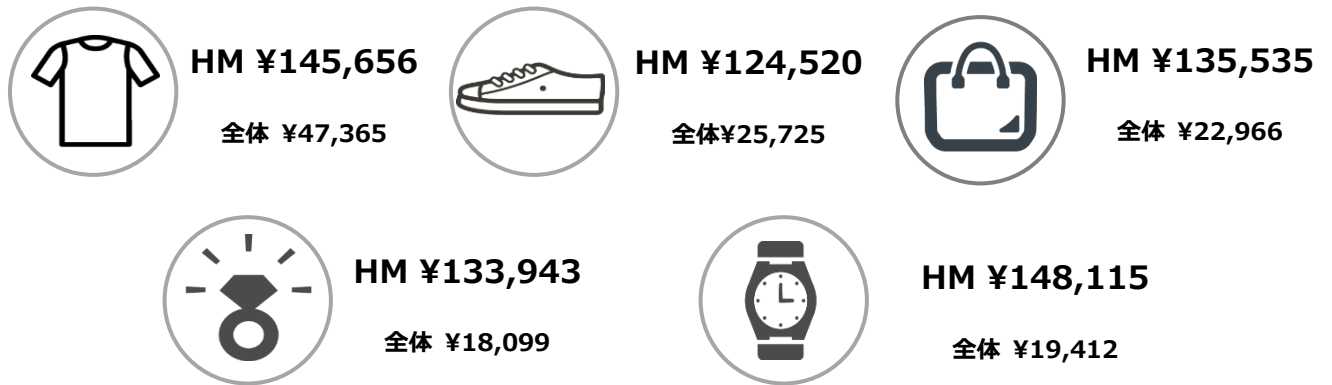 HM ¥145,656
全体 ¥47,365
HM ¥124,520
全体¥25,725
HM ¥135,535
全体 ¥22,966
HM ¥133,943
全体 ¥18,099
HM ¥148,115
全体 ¥19,412